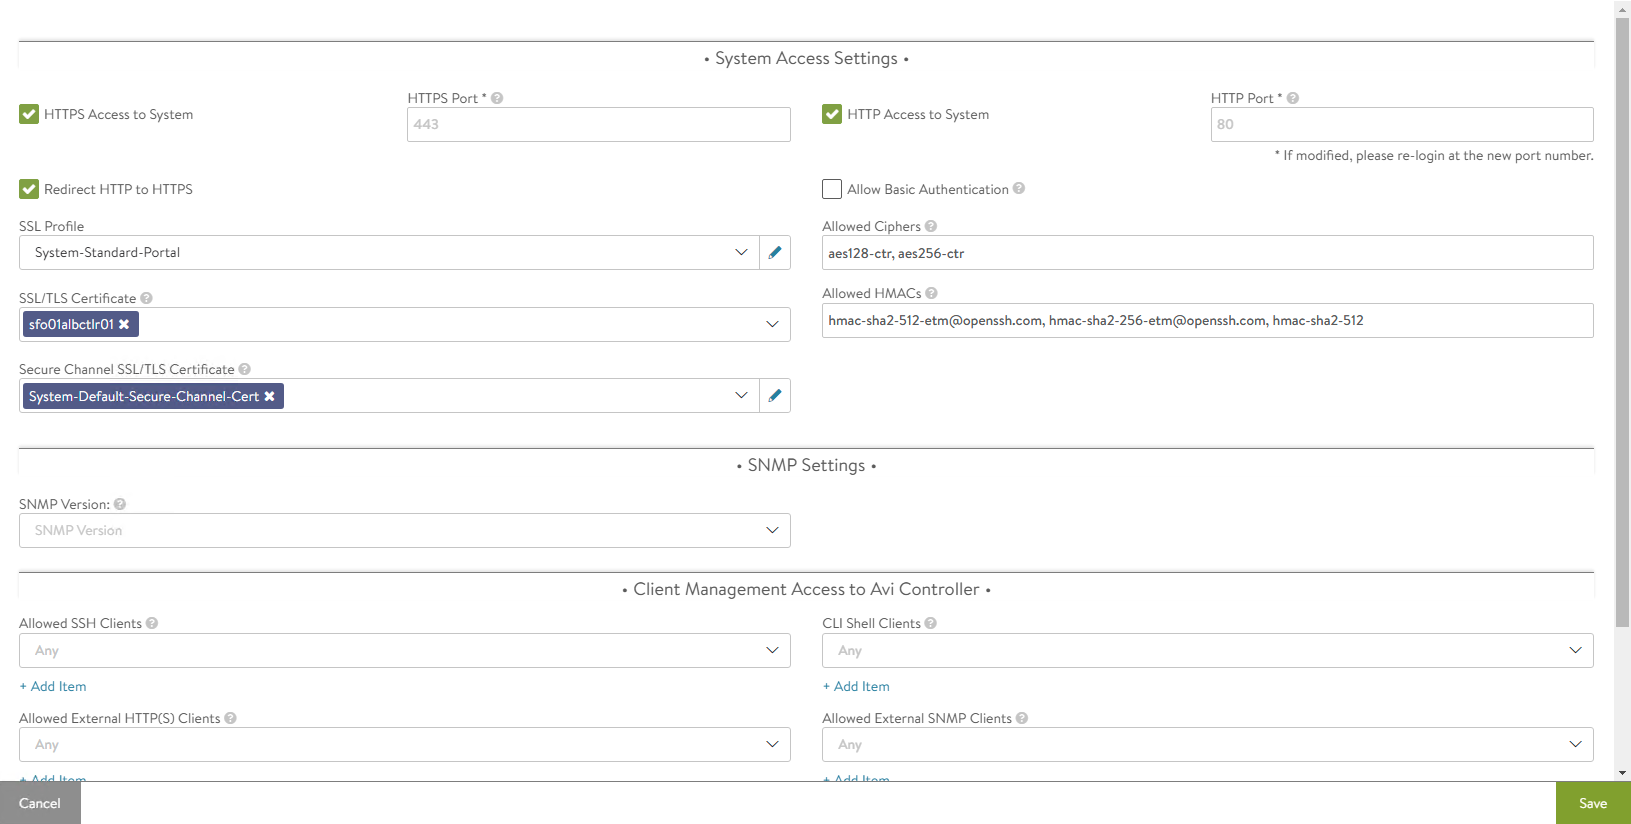 • System Access Settings •
HTTPS Access to System
HTTPS Port * ?
443
HTTP Access to System
HTTP Port * ?
80
* If modified, please re-login at the new port number.
Redirect HTTP to HTTPS
Allow Basic Authentication ?
SSL Profile
System-Standard-Portal
Allowed Ciphers ?
aes128-ctr, aes256-ctr
SSL/TLS Certificate ?
sfo01albctlr01 ✖
Allowed HMACs ?
hmac-sha2-512-etm@openssh.com, hmac-sha2-256-etm@openssh.com, hmac-sha2-512
Secure Channel SSL/TLS Certificate ?
System-Default-Secure-Channel-Cert ✖
• SNMP Settings •
SNMP Version: ?
SNMP Version
• Client Management Access to Avi Controller •
Allowed SSH Clients ?
Any
+ Add Item
CLI Shell Clients ?
Any
+ Add Item
Allowed External HTTP(S) Clients ?
Any
+ Add Item
Allowed External SNMP Clients ?
Any
+ Add Item
Cancel
Save